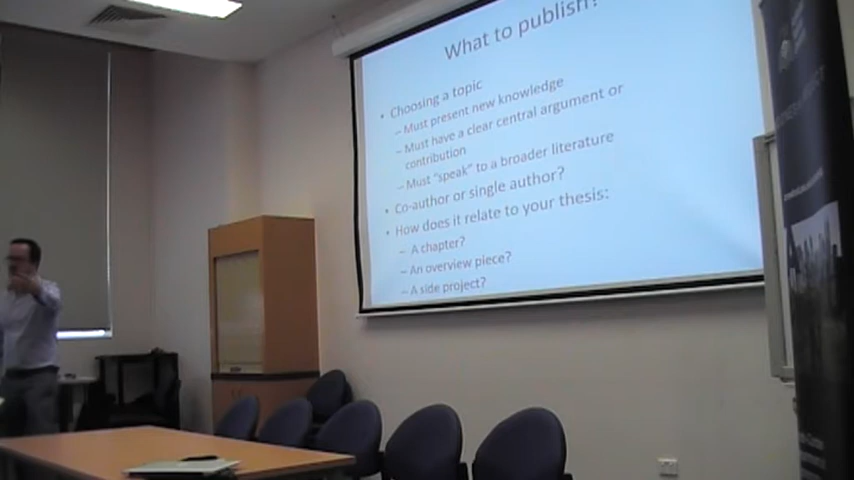 What to publish?
• Choosing a topic
– Must present new knowledge
– Must have a clear central argument or
contribution
– Must "speak" to a broader literature
• Co-author or single author?
• How does it relate to your thesis:
– A chapter?
– An overview piece?
– A side project?